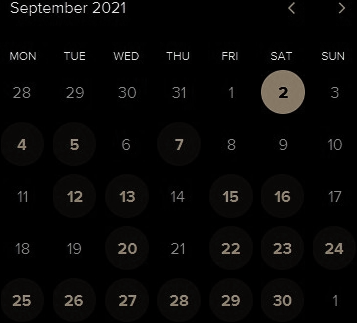 September 2021 < >
MON TUE WED THU FRI SAT SUN
28 29 30 31 1 2 3
4 5 6 7 8 9 10
11 12 13 14 15 16 17
18 19 20 21 22 23 24
25 26 27 28 29 30 1